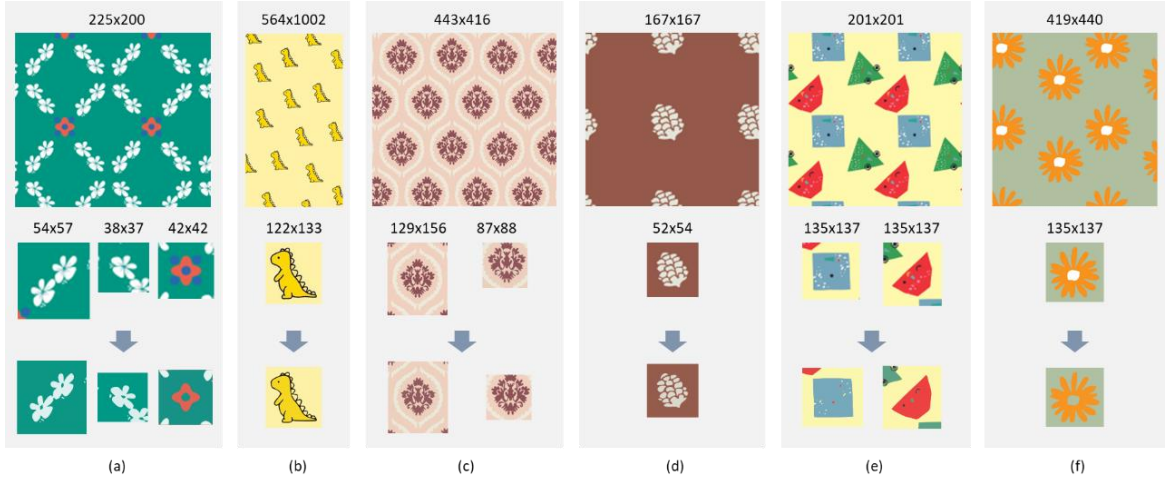 225x200 564x1002 443x416 167x167 201x201 419x440
54x57 38x37 42x42 122x133 129x156 87x88 52x54 135x137 135x137 135x137
(a) (b) (c) (d) (e) (f)